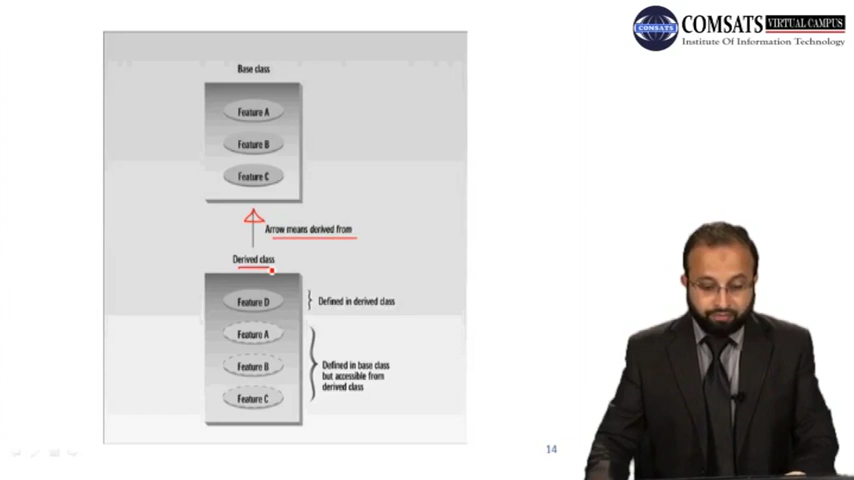 COMSATS VIRTUAL CAMPUS
COMSATS
Institute Of Information Technology
Base class
Feature A
Feature B
Feature C
Arrow means derived from
Derived class
Feature D
Defined in derived class
Feature A
Feature B
Feature C
Defined in base class
but accessible from
derived class
14